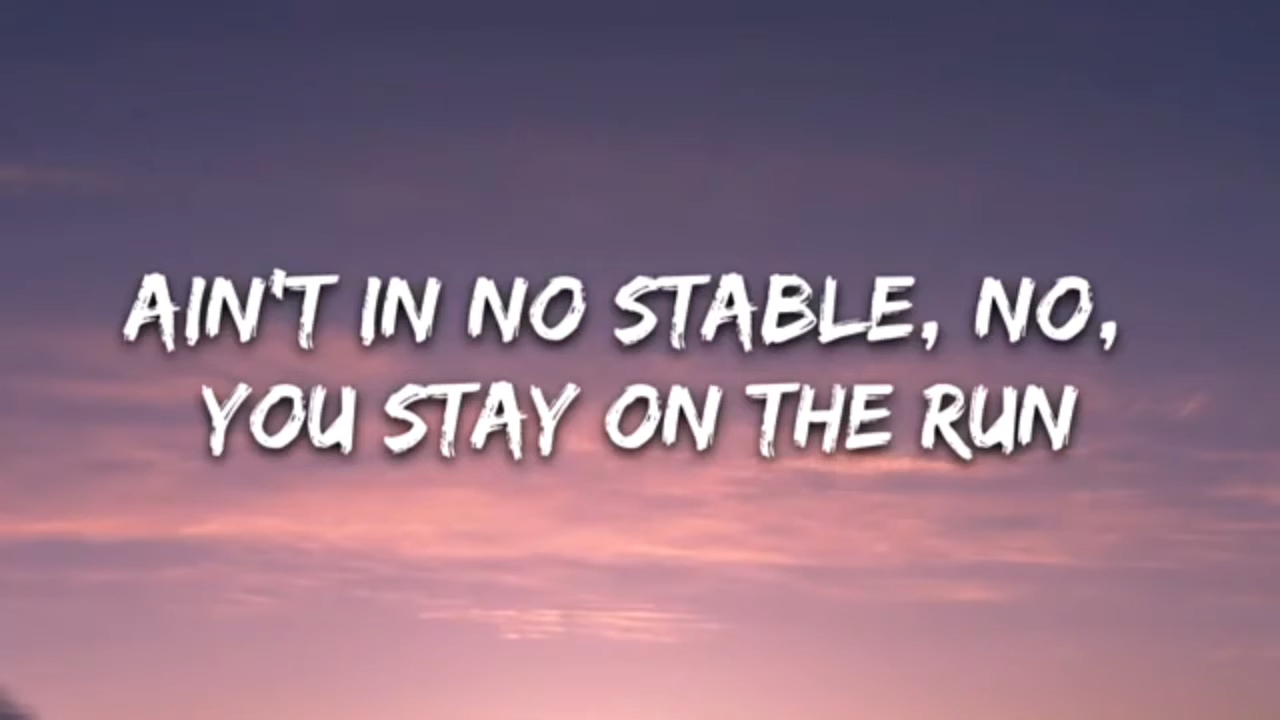 AIN'T IN NO STABLE, NO,
YOU STAY ON THE RUN